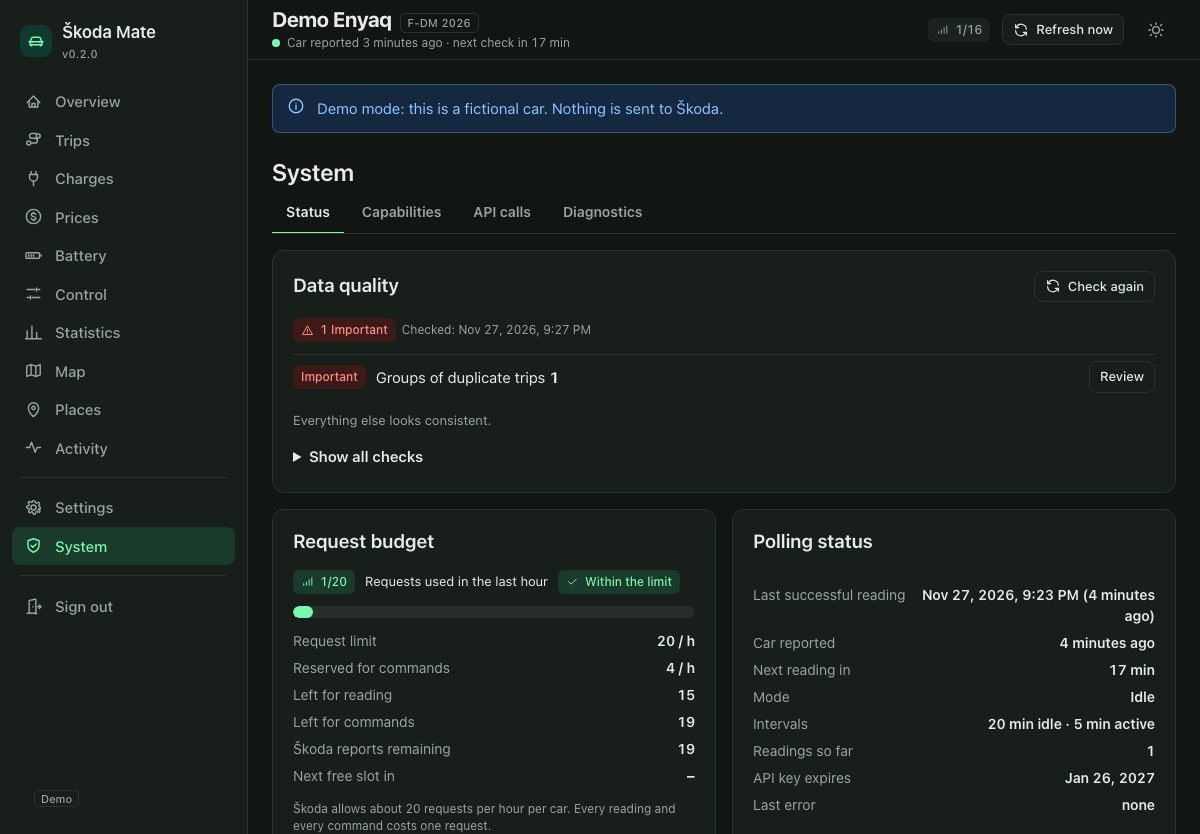 Škoda Mate
v0.2.0
Overview
Trips
Charges
Prices
Battery
Control
Statistics
Map
Places
Activity
Settings
System
Sign out
Demo
Demo Enyaq F-DM 2026
Car reported 3 minutes ago · next check in 17 min
1/16
Refresh now
Demo mode: this is a fictional car. Nothing is sent to Škoda.
System
Status Capabilities API calls Diagnostics
Data quality
Check again
1 Important Checked: Nov 27, 2026, 9:27 PM
Important Groups of duplicate trips 1
Review
Everything else looks consistent.
Show all checks
Request budget
1/20 Requests used in the last hour Within the limit
Request limit 20 / h
Reserved for commands 4 / h
Left for reading 15
Left for commands 19
Škoda reports remaining 19
Next free slot in –
Škoda allows about 20 requests per hour per car. Every reading and
every command costs one request.
Polling status
Last successful reading Nov 27, 2026, 9:23 PM (4 minutes
ago)
Car reported 4 minutes ago
Next reading in 17 min
Mode Idle
Intervals 20 min idle · 5 min active
Readings so far 1
API key expires Jan 26, 2027
Last error none